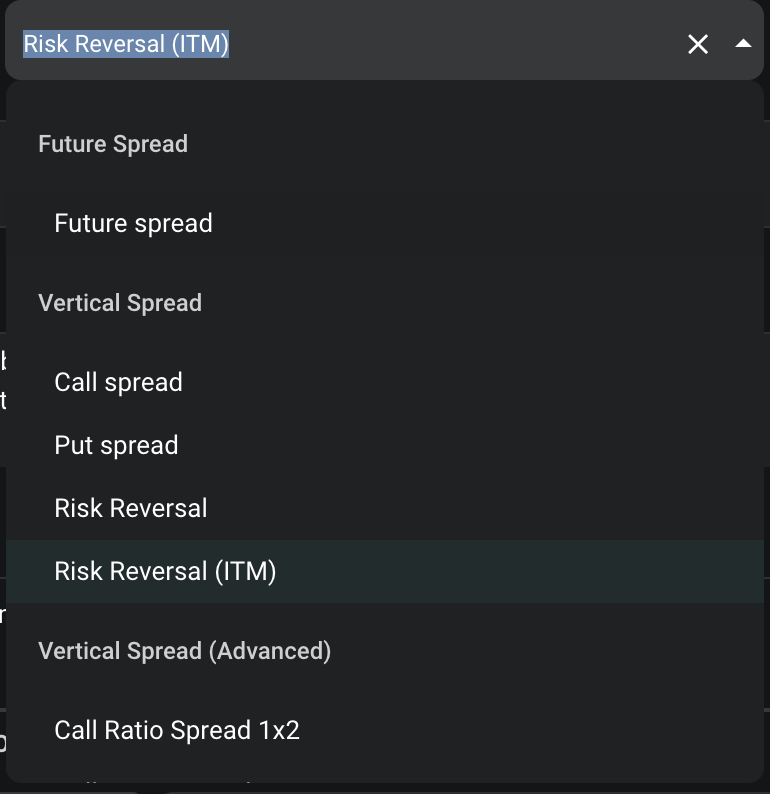 Risk Reversal (ITM)
Future Spread
Future spread
Vertical Spread
Call spread
Put spread
Risk Reversal
Risk Reversal (ITM)
Vertical Spread (Advanced)
Call Ratio Spread 1x2